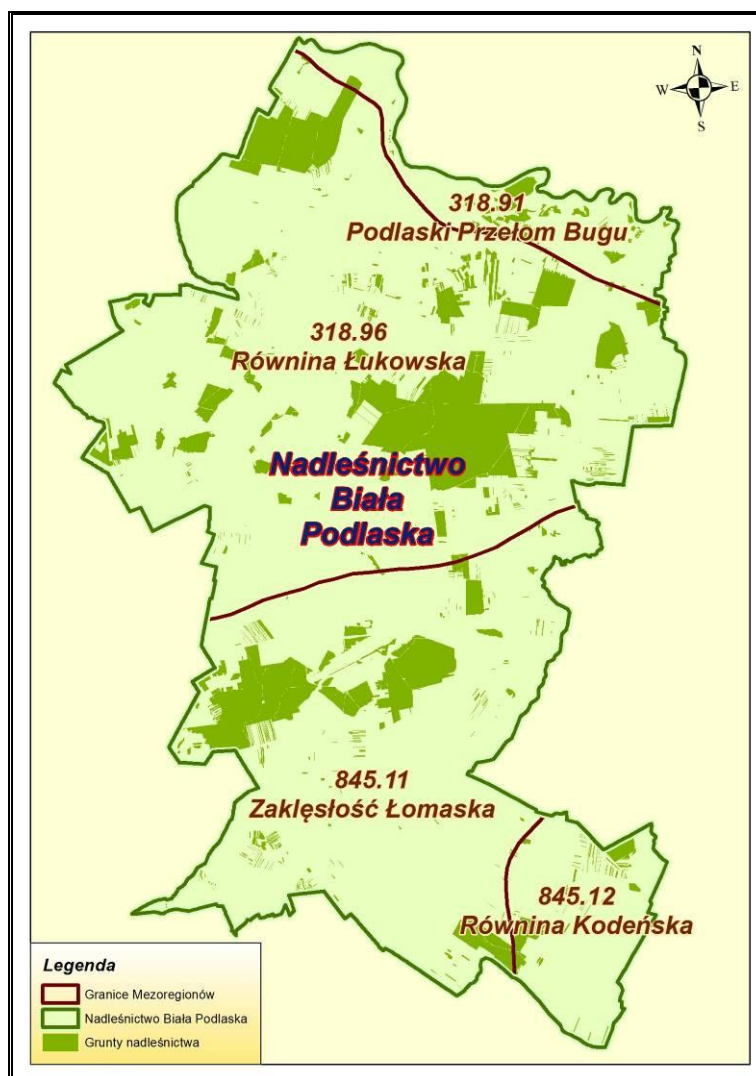 N
W E
S
318.91
Podlaski Przełom Bugu
318.96
Równina Łukowska
Nadleśnictwo
Biała
Podlaska
845.11
Zaklęsłość Łomaska
845.12
Równina Kodeńska
Legenda
Granice Mezoregionów
Nadleśnictwo Biała Podlaska
Grunty nadleśnictwa